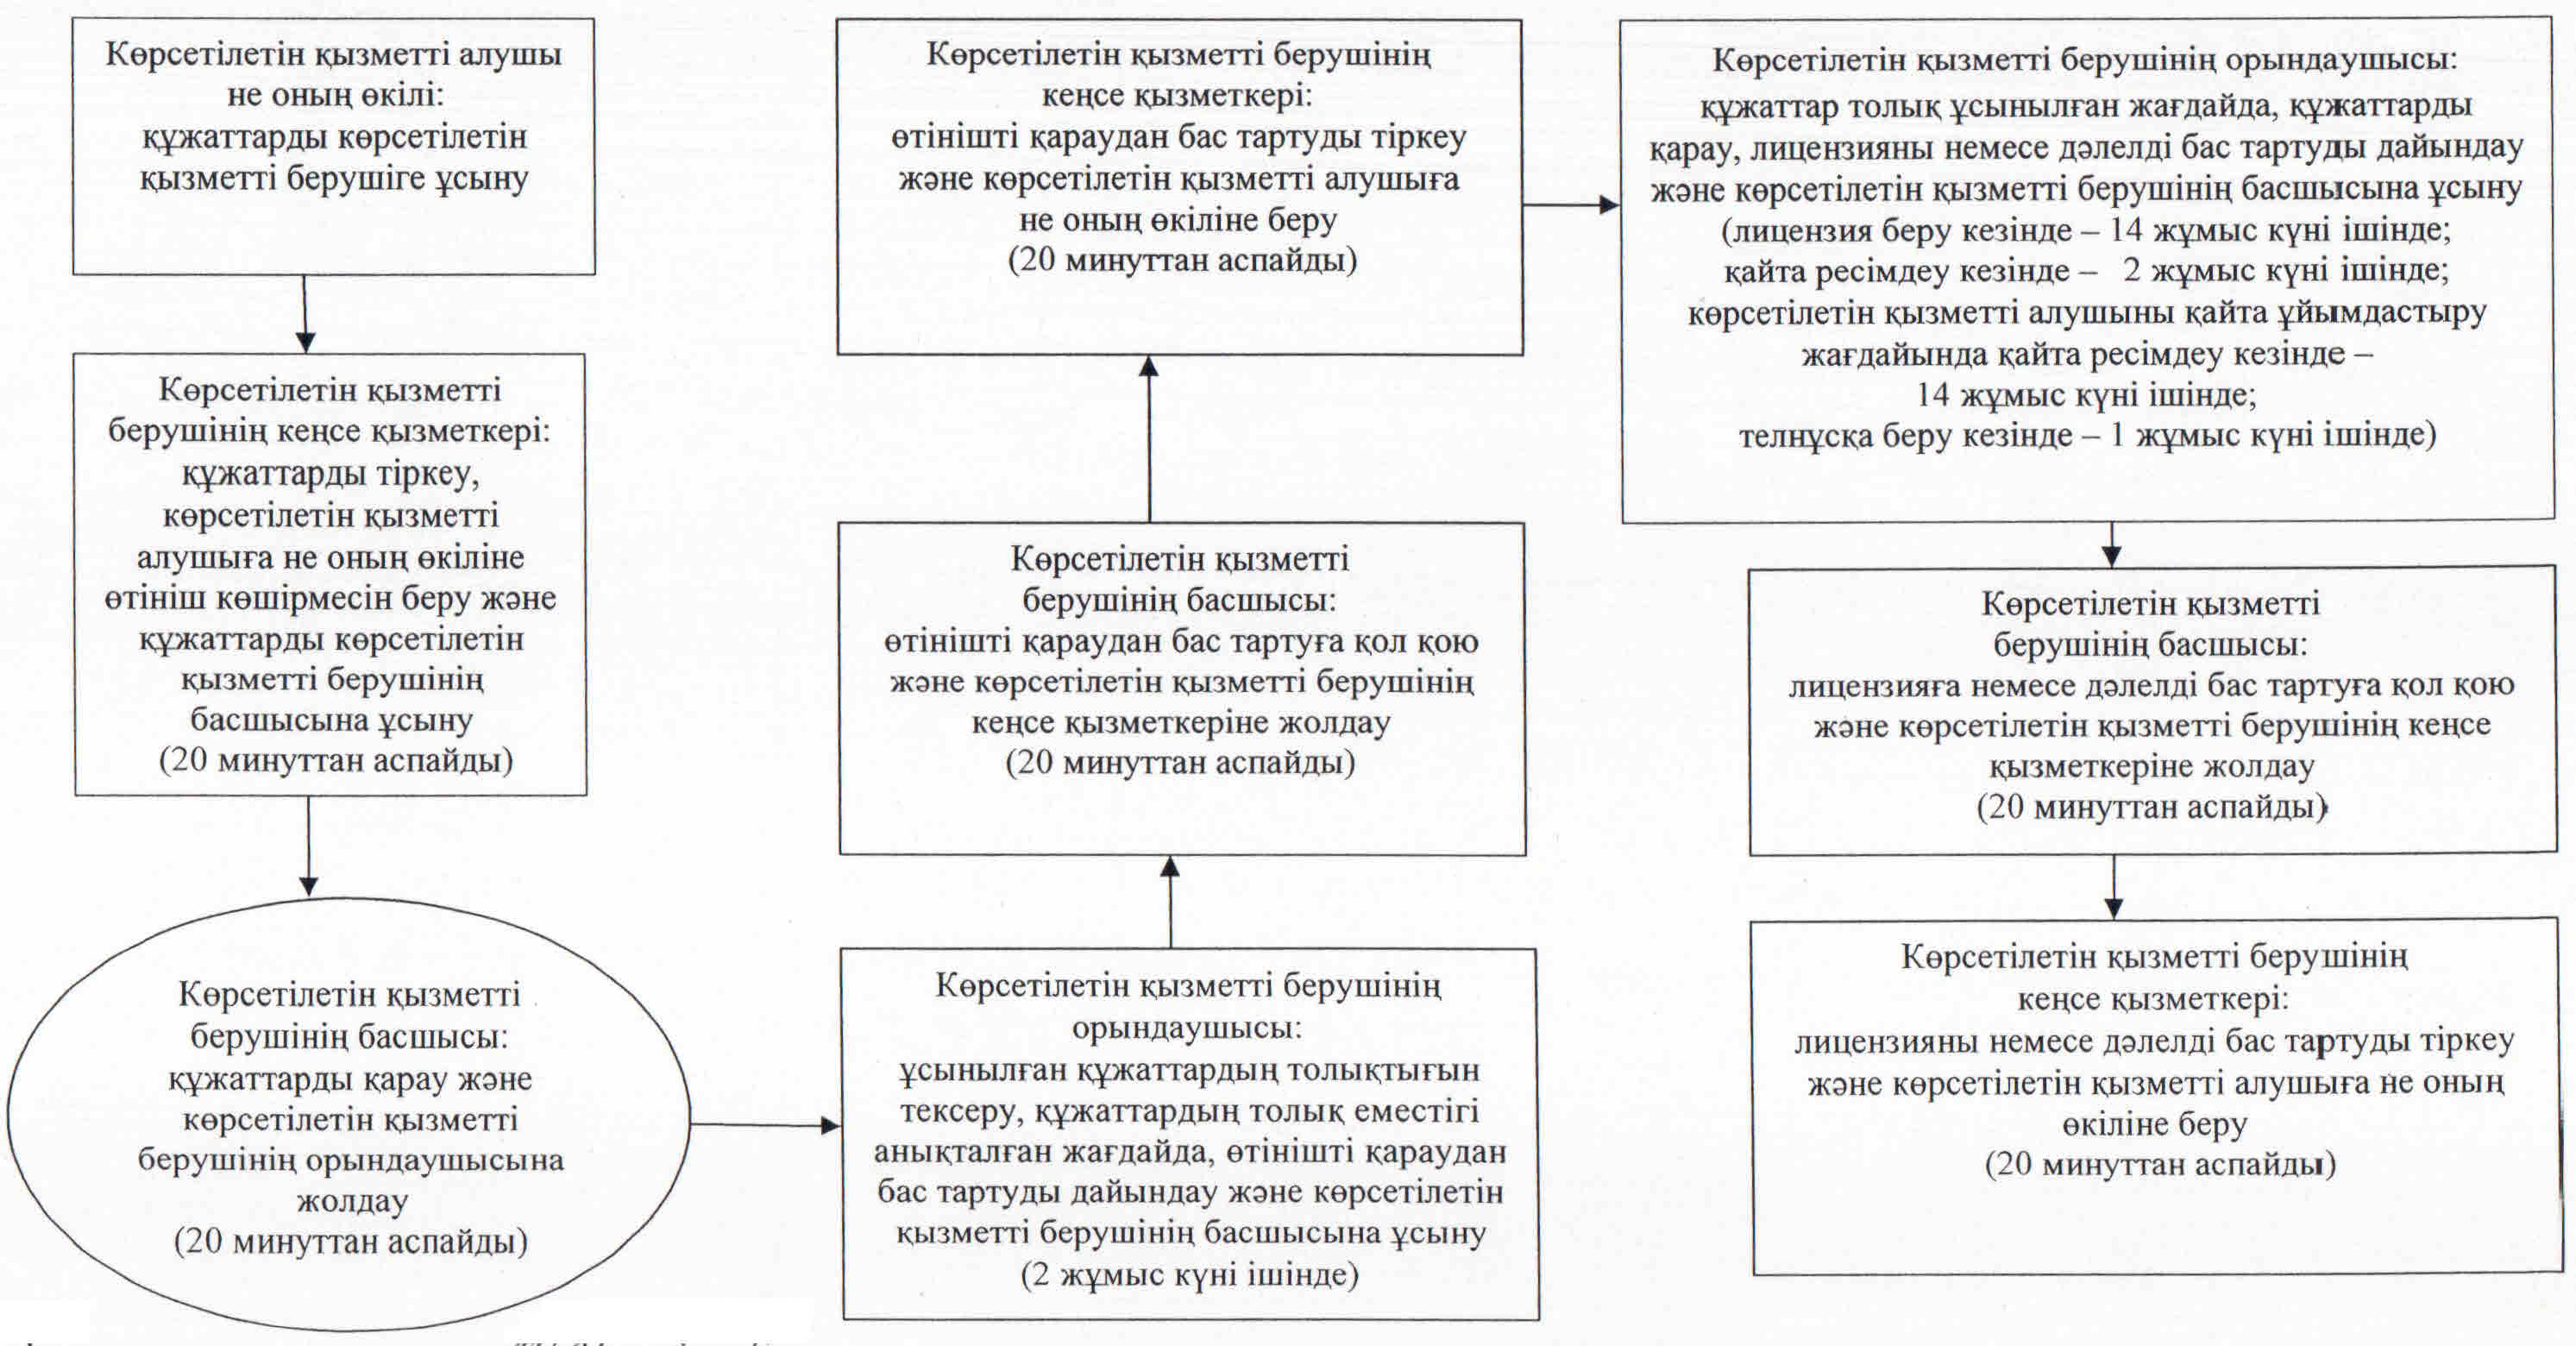 Көрсетілетін қызметті алушы
не оның өкілі:
құжаттарды көрсетілетін
қызметті берушіге ұсыну
Көрсетілетін қызметті
берушінің кеңсе қызметкері:
құжаттарды тіркеу,
көрсетілетін қызметті
алушыға не оның өкіліне
өтініш көшірмесін беру және
құжаттарды көрсетілетін
қызметті берушінің
басшысына ұсыну
(20 минуттан аспайды)
Көрсетілетін қызметті
берушінің басшысы:
құжаттарды қарау және
көрсетілетін қызметті
берушінің орындаушысына
жолдау
(20 минуттан аспайды)
Көрсетілетін қызметті берушінің
орындаушысы:
ұсынылған құжаттардың толықтығын
тексеру, құжаттардың толық еместігі
анықталған жағдайда, өтінішті қараудан
бас тартуды дайындау және көрсетілетін
қызметті берушінің басшысына ұсыну
(2 жұмыс күні ішінде)
Көрсетілетін қызметті
берушінің басшысы:
өтінішті қараудан бас тартуға қол қою
және көрсетілетін қызметті берушінің
кеңсе қызметкеріне жолдау
(20 минуттан аспайды)
Көрсетілетін қызметті берушінің
кеңсе қызметкері:
өтінішті қараудан бас тартуды тіркеу
және көрсетілетін қызметті алушыға
не оның өкіліне беру
(20 минуттан аспайды)
Көрсетілетін қызметті берушінің орындаушысы:
құжаттар толық ұсынылған жағдайда, құжаттарды
қарау, лицензияны немесе дәлелді бас тартуды дайындау
және көрсетілетін қызметті берушінің басшысына ұсыну
(лицензия беру кезінде – 14 жұмыс күні ішінде;
қайта ресімдеу кезінде – 2 жұмыс күні ішінде;
көрсетілетін қызметті алушыны қайта ұйымдастыру
жағдайында қайта ресімдеу кезінде –
14 жұмыс күні ішінде;
телнұсқа беру кезінде – 1 жұмыс күні ішінде)
Көрсетілетін қызметті
берушінің басшысы:
лицензияға немесе дәлелді бас тартуға қол қою
және көрсетілетін қызметті берушінің кеңсе
қызметкеріне жолдау
(20 минуттан аспайды)
Көрсетілетін қызметті берушінің
кеңсе қызметкері:
лицензияны немесе дәлелді бас тартуды тіркеу
және көрсетілетін қызметті алушыға не оның
өкіліне беру
(20 минуттан аспайды)